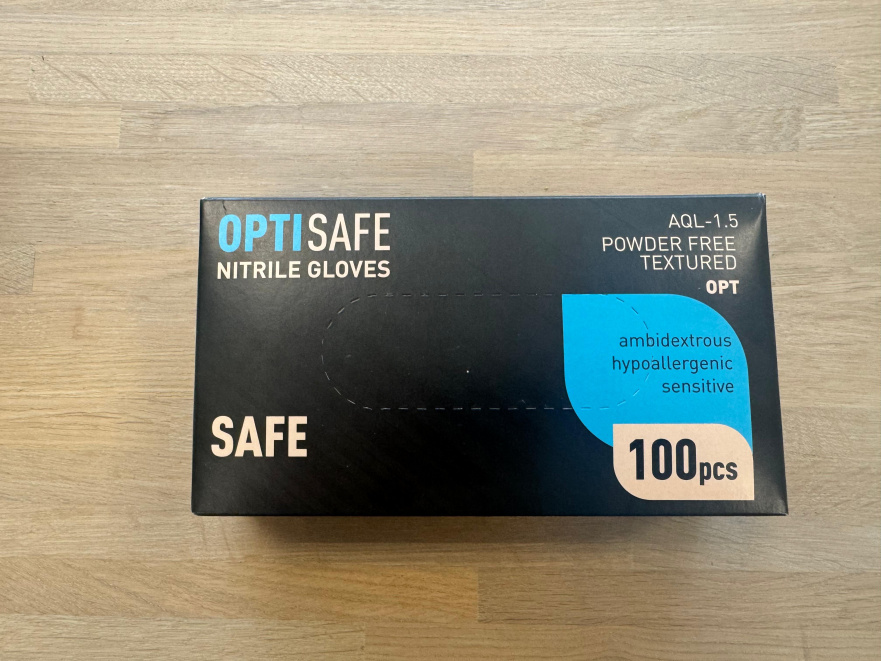 OPTISAFE
NITRILE GLOVES
AQL-1.5
POWDER FREE
TEXTURED
OPT
ambidextrous
hypoallergenic
sensitive
SAFE
100pcs